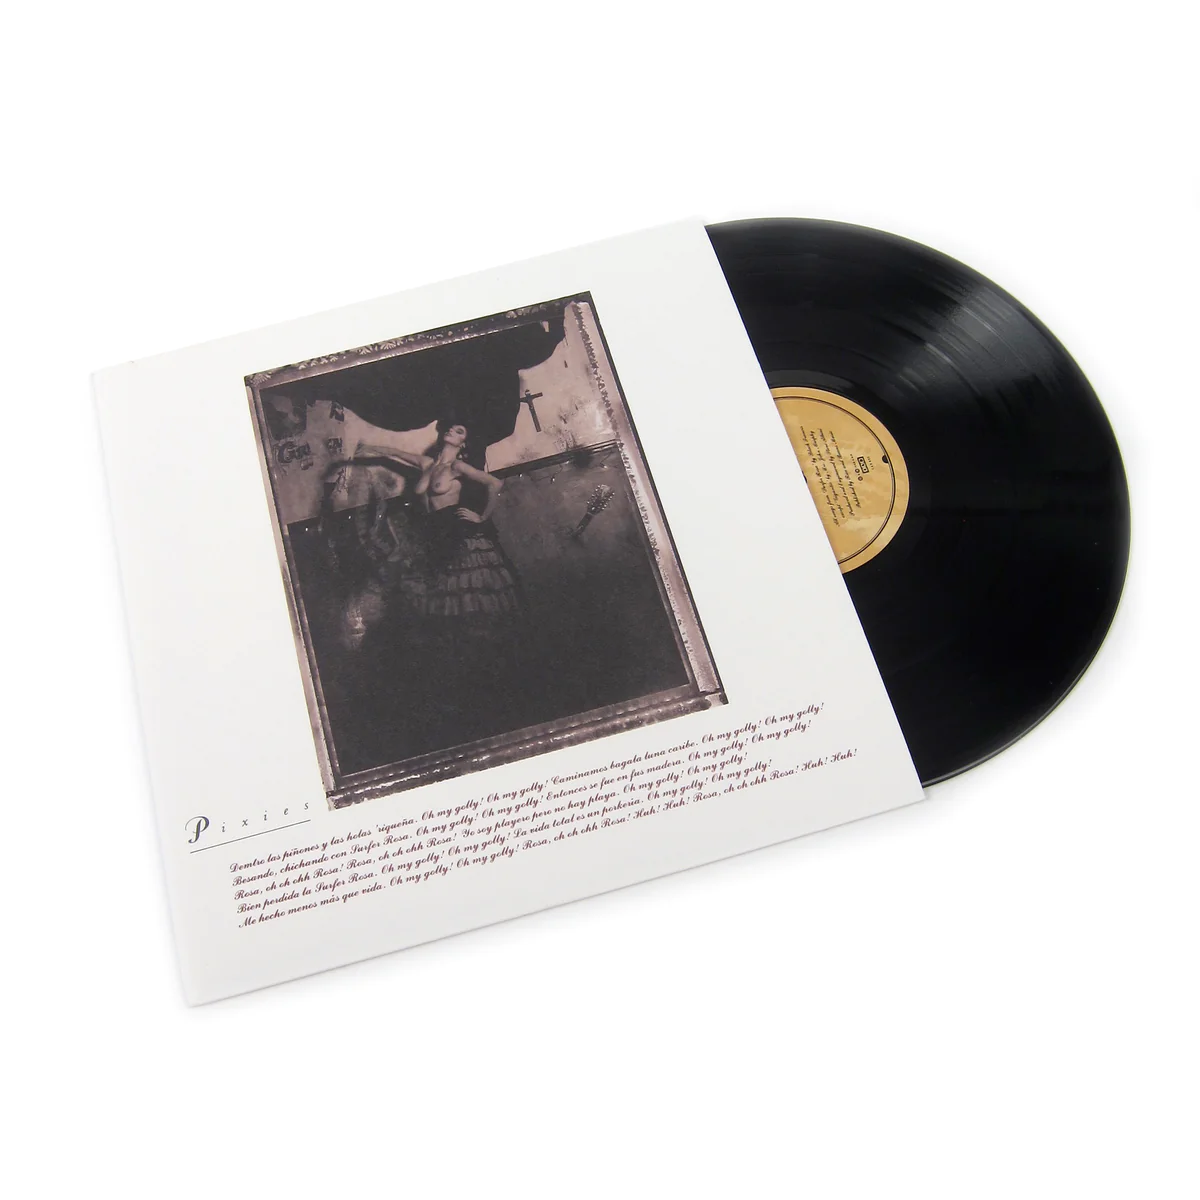 Pixies
Dentro las piñones y las holas 'riqueña. Oh my golly! Oh my golly! Caminamos bagala luna caribe. Oh my golly! Oh my golly!
Besando, chichando con Surfer Rosa. Oh my golly! Oh my golly! Entonces se fue en fus madera. Oh my golly! Oh my golly!
Rosa, oh oh ohh Rosa! Rosa, oh oh ohh Rosa! Yo soy playero pero no hay playa. Oh my golly! Oh my golly!
Bien perdida la Surfer Rosa. Oh my golly! Oh my golly! La vida total es un porkeria. Oh my golly! Oh my golly!
Me hecho menos más que vida. Oh my golly! Oh my golly! Rosa, oh oh ohh Rosa! Huh! Huh! Rosa, oh oh ohh Rosa! Huh! Huh!